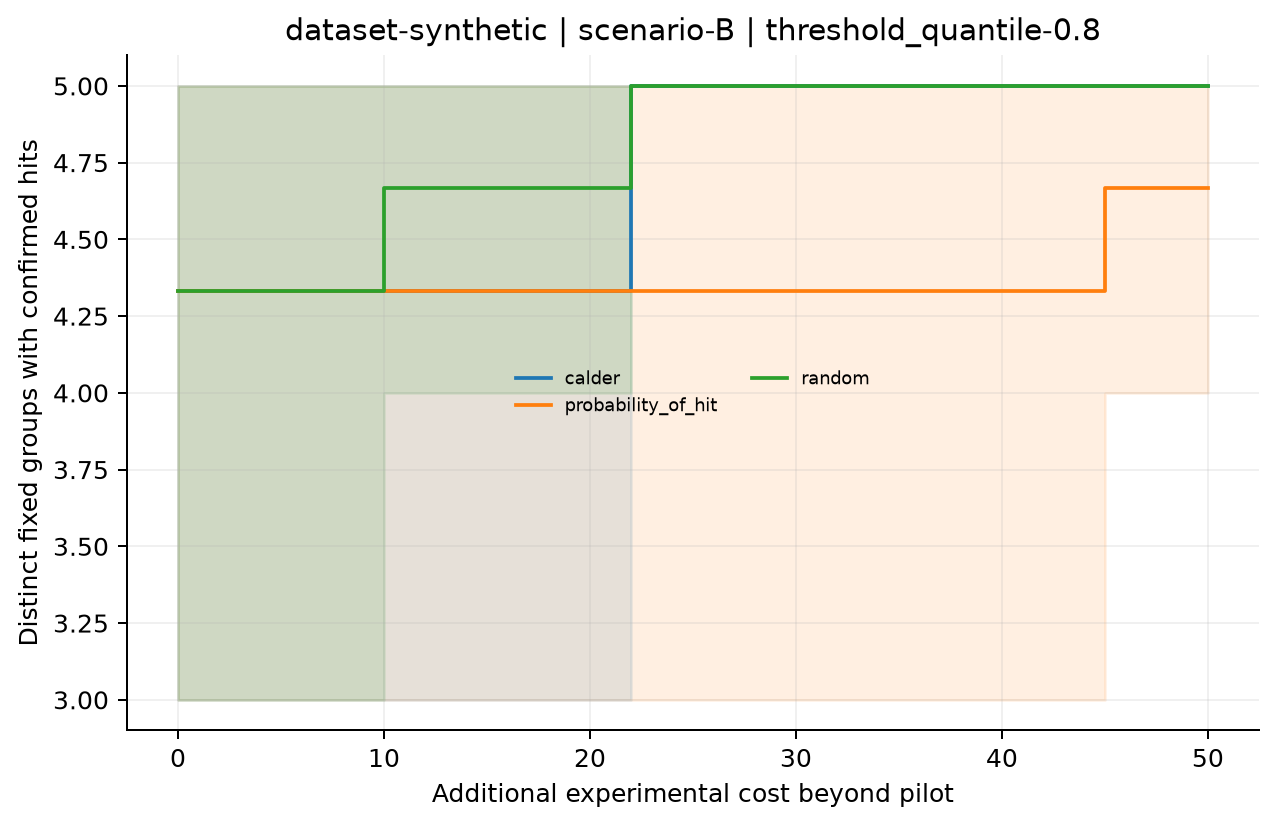 dataset-synthetic | scenario-B | threshold_quantile-0.8
Distinct fixed groups with confirmed hits
5.00
4.75
4.50
4.25
4.00
3.75
3.50
3.25
3.00
calder
probability_of_hit
random
0 10 20 30 40 50
Additional experimental cost beyond pilot